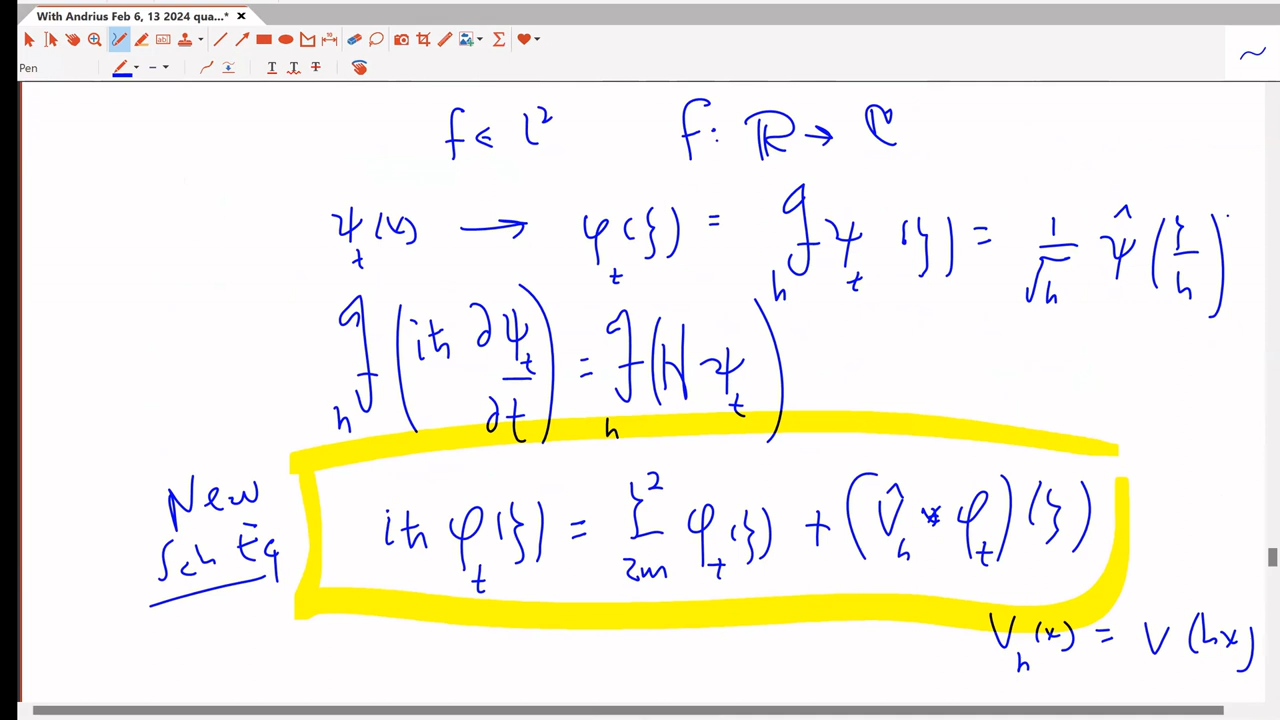 With Andrius Feb 6, 13 2024 qua...*
Pen
f ∈ L² f: ℝ → ℂ
ψ_t(x) → φ_t(ξ) = ℱ_h ψ_t (ξ) = 1/√h ψ̂(ξ/h)
ℱ_h (iħ ∂ψ_t/∂t) = ℱ_h (H ψ_t)
New
Sch Eq
iħ φ_t(ξ) = ξ²/2m φ_t(ξ) + (V̂_h * φ_t)(ξ)
V_h(x) = V(hx)